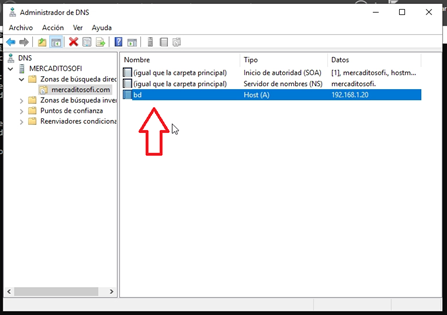 Administrador de DNS
Archivo Acción Ver Ayuda
DNS
MERCADITOSOFI
Zonas de búsqueda direc
mercaditosofi.com
Zonas de búsqueda inver
Puntos de confianza
Reenviadores condiciona
Nombre Tipo Datos
(igual que la carpeta principal) Inicio de autoridad (SOA) [1], mercaditosofi., hostm...
(igual que la carpeta principal) Servidor de nombres (NS) mercaditosofi.
bd Host (A) 192.168.1.20